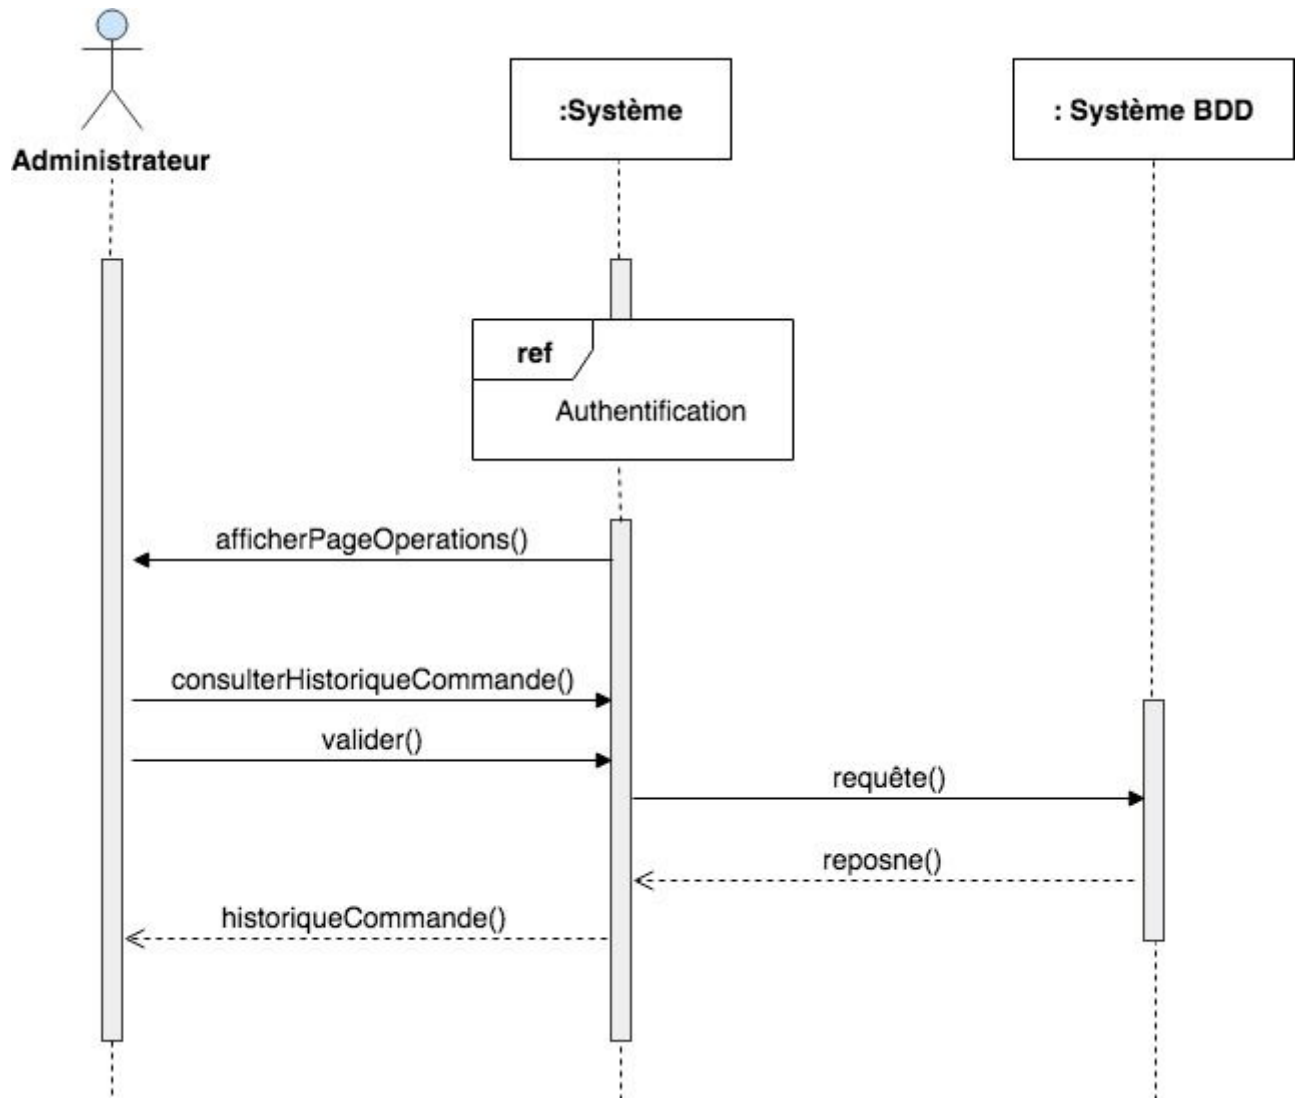 :Système
: Système BDD
Administrateur
ref
Authentification
afficherPageOperations()
consulterHistoriqueCommande()
valider()
requête()
reposne()
historiqueCommande()